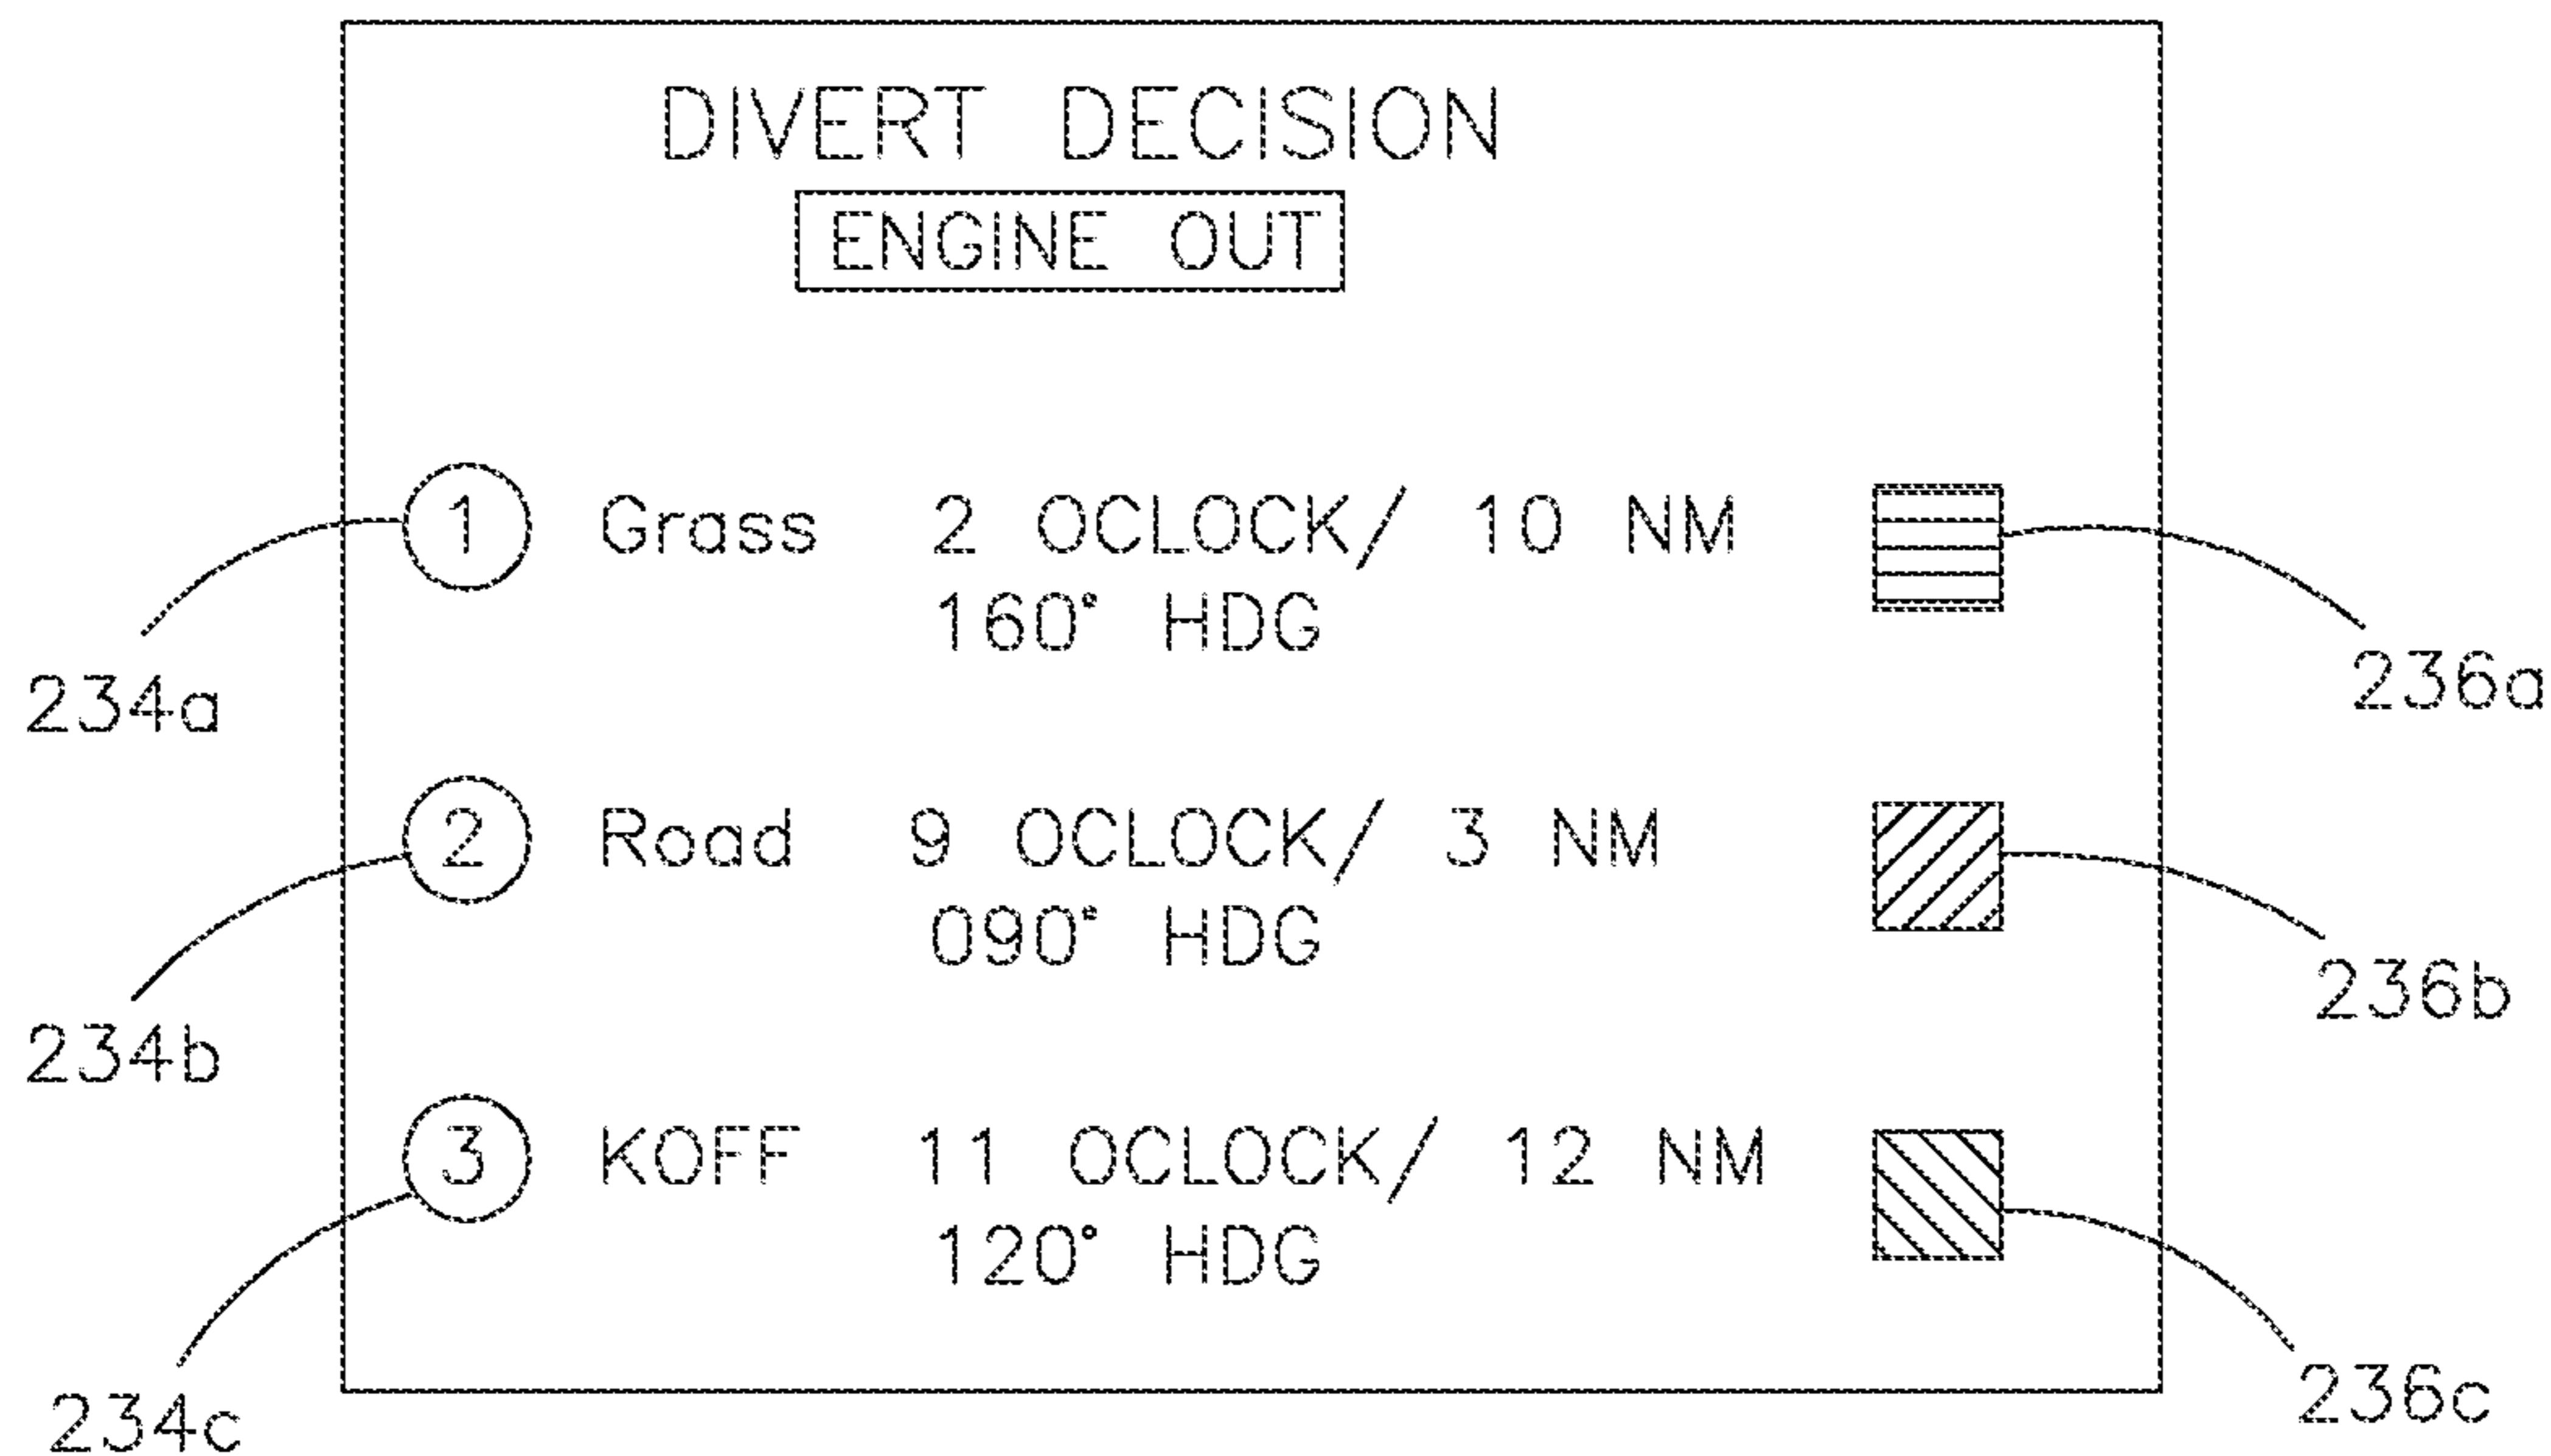 DIVERT DECISION
ENGINE OUT
1 Grass 2 OCLOCK/ 10 NM
160° HDG
234a
236a
2 Road 9 OCLOCK/ 3 NM
090° HDG
236b
234b
3 KOFF 11 OCLOCK/ 12 NM
120° HDG
236c
234c